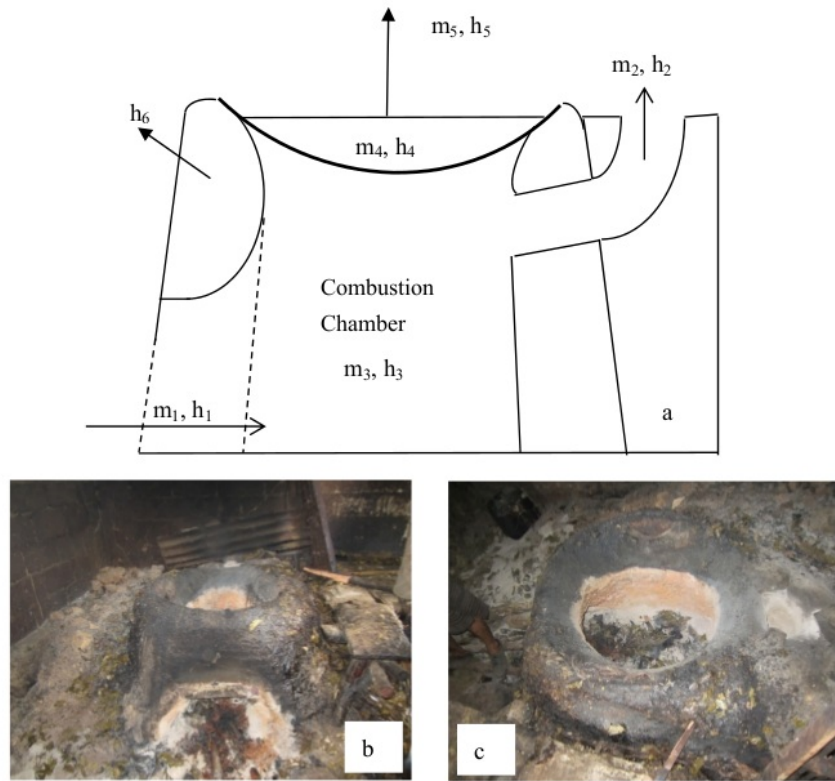 m₅, h₅
m₂, h₂
h₆
m₄, h₄
Combustion
Chamber
m₃, h₃
m₁, h₁
a
b
c